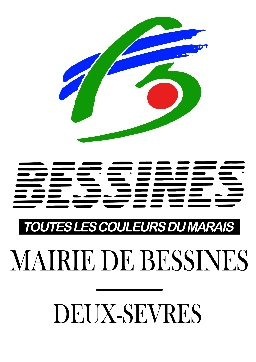 BESSINES
TOUTES LES COULEURS DU MARAIS
MAIRIE DE BESSINES
DEUX-SEVRES